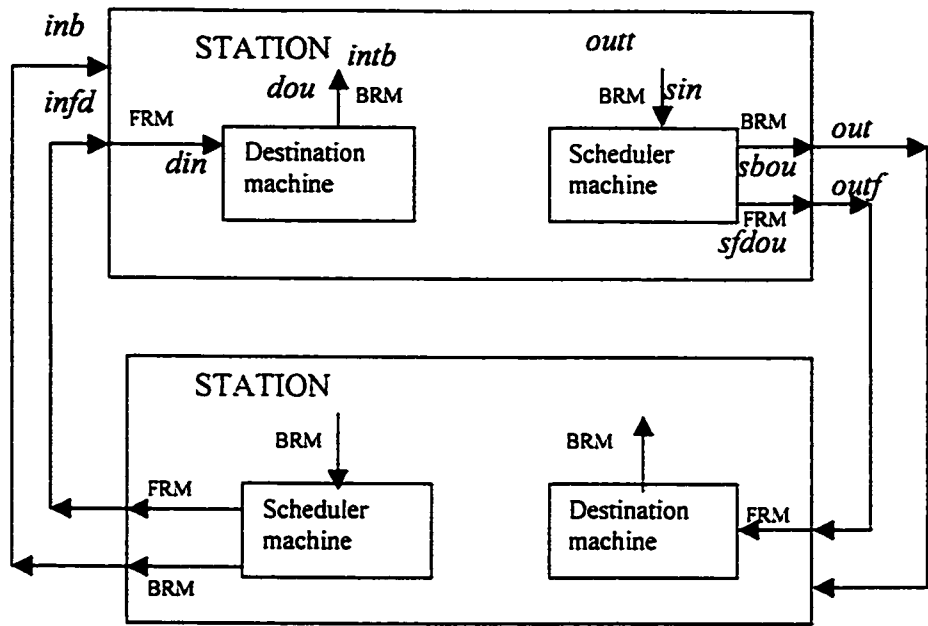 inb
STATION
intb
outt
dou
BRM
BRM
sin
infd
FRM
BRM
out
din
Destination
machine
Scheduler
machine
sbou
outf
FRM
sfdou
STATION
BRM
BRM
FRM
Scheduler
machine
Destination
machine
FRM
BRM